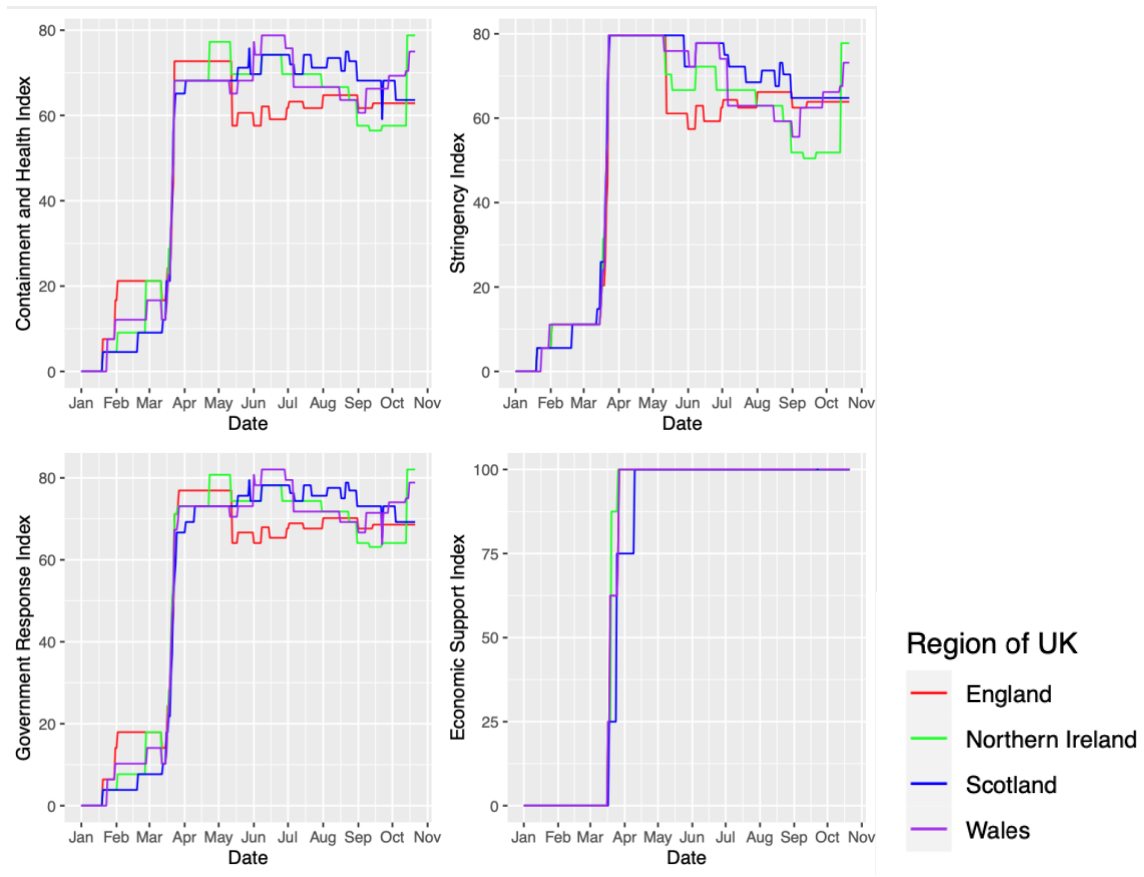 Containment and Health Index
80
60
40
20
0
Jan Feb Mar Apr May Jun Jul Aug Sep Oct Nov
Date
Stringency Index
80
60
40
20
0
Jan Feb Mar Apr May Jun Jul Aug Sep Oct Nov
Date
Government Response Index
80
60
40
20
0
Jan Feb Mar Apr May Jun Jul Aug Sep Oct Nov
Date
Economic Support Index
100
75
50
25
0
Jan Feb Mar Apr May Jun Jul Aug Sep Oct Nov
Date
Region of UK
England
Northern Ireland
Scotland
Wales